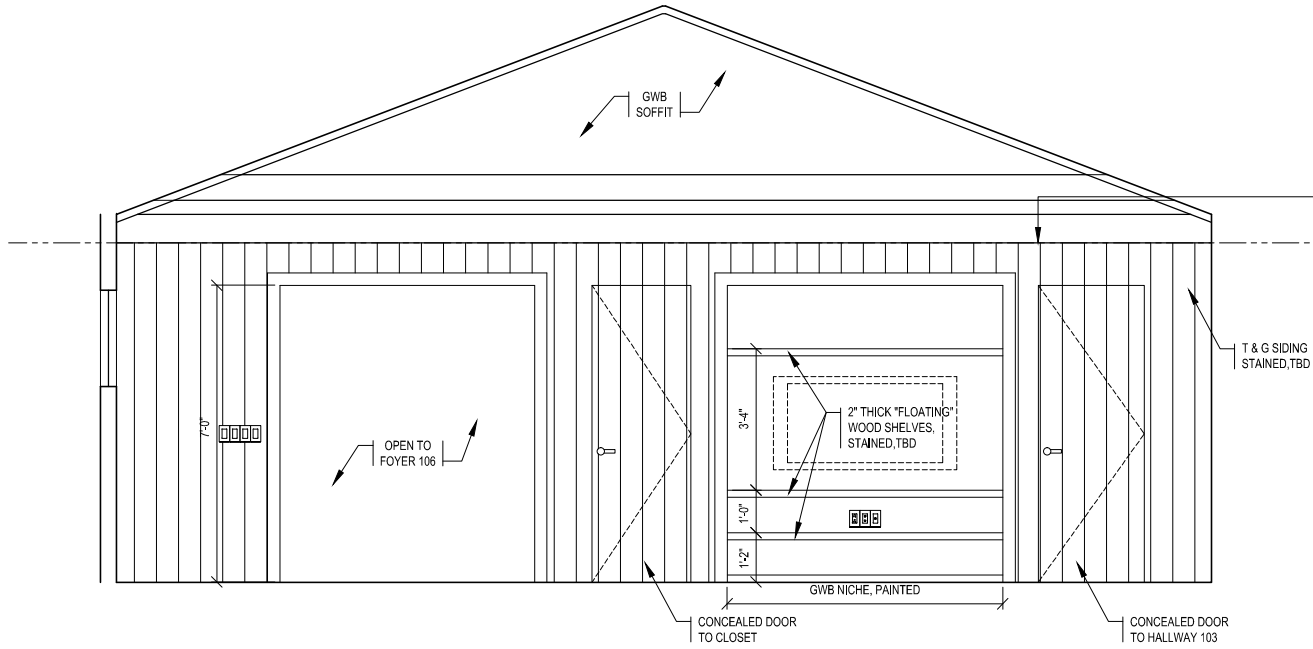 GWB
SOFFIT
T & G SIDING
STAINED,TBD
7'-0"
OPEN TO
FOYER 106
3'-4"
2" THICK "FLOATING"
WOOD SHELVES,
STAINED,TBD
1'-0"
1'-2"
GWB NICHE, PAINTED
CONCEALED DOOR
TO CLOSET
CONCEALED DOOR
TO HALLWAY 103